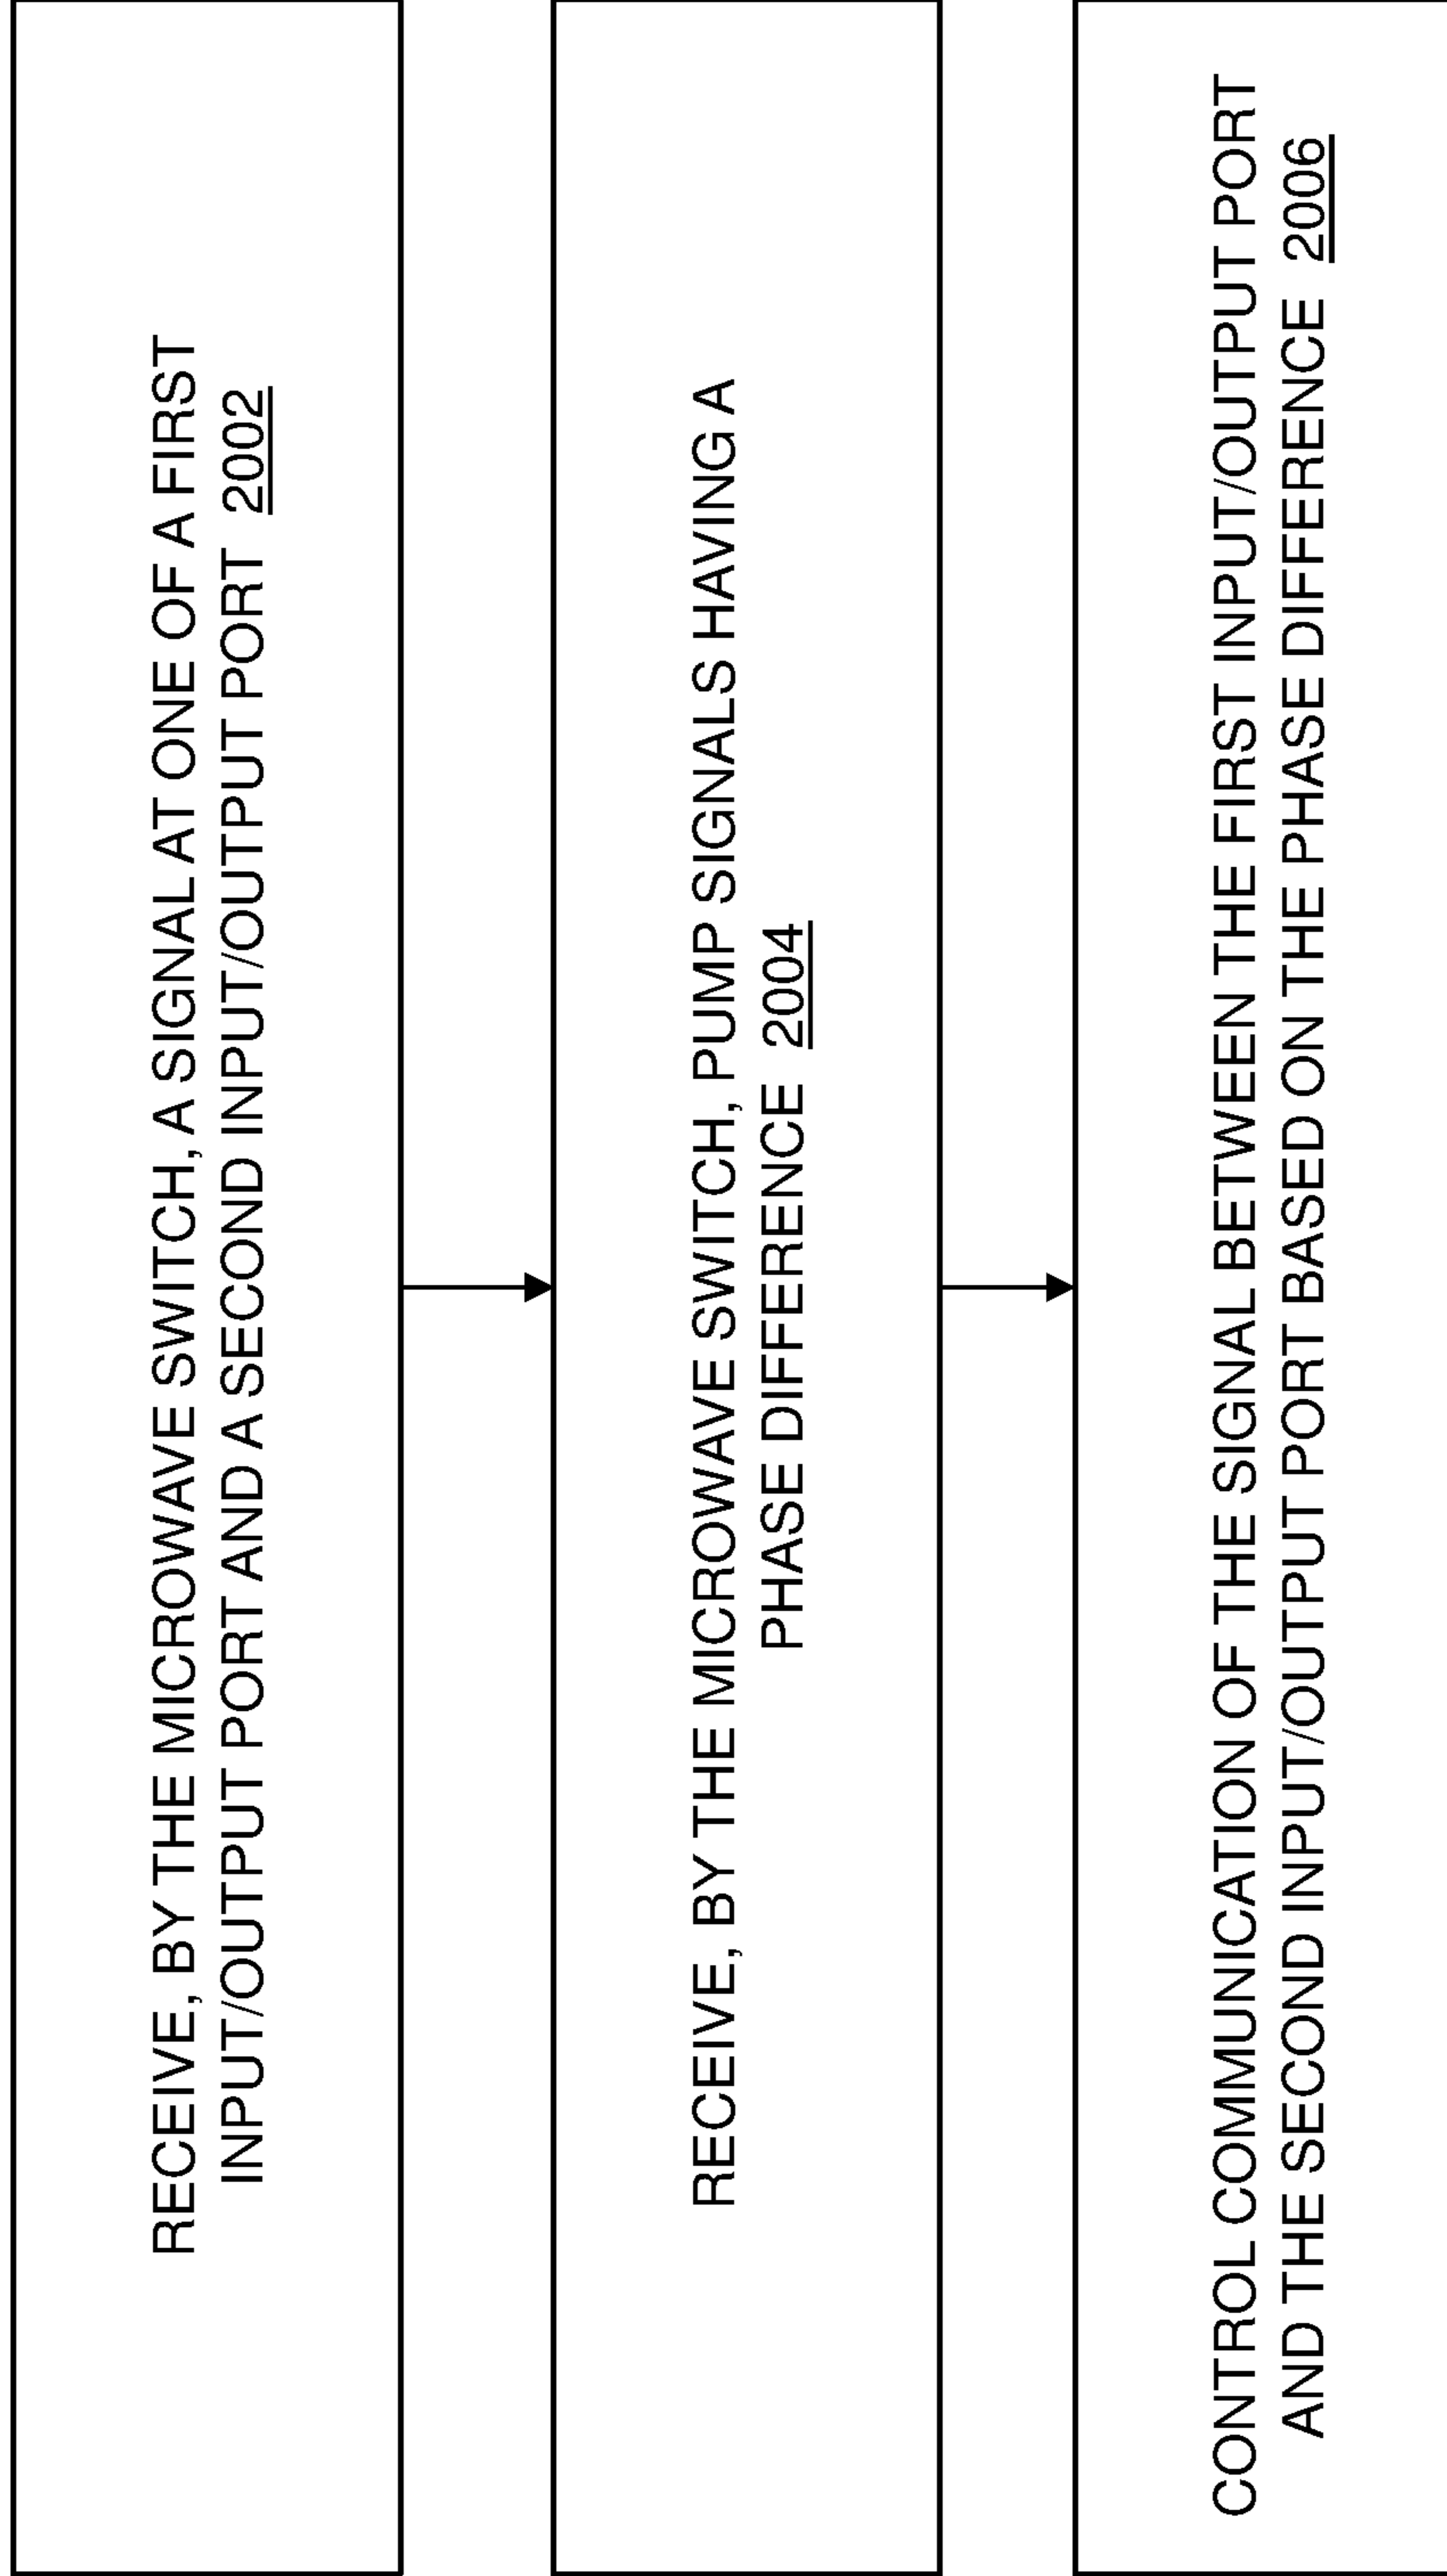 RECEIVE, BY THE MICROWAVE SWITCH, A SIGNAL AT ONE OF A FIRST
INPUT/OUTPUT PORT AND A SECOND INPUT/OUTPUT PORT 2002
RECEIVE, BY THE MICROWAVE SWITCH, PUMP SIGNALS HAVING A
PHASE DIFFERENCE 2004
CONTROL COMMUNICATION OF THE SIGNAL BETWEEN THE FIRST INPUT/OUTPUT PORT
AND THE SECOND INPUT/OUTPUT PORT BASED ON THE PHASE DIFFERENCE 2006